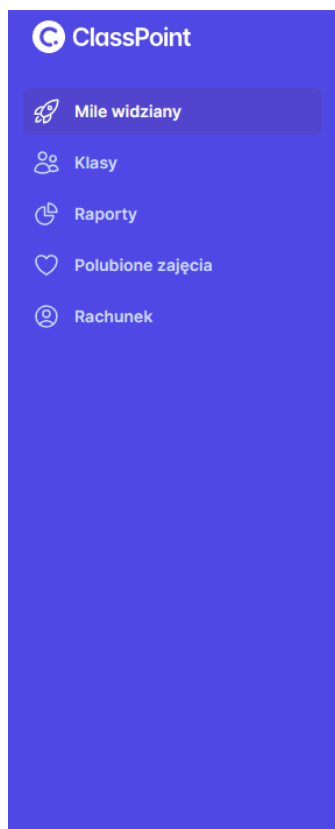 ClassPoint
Mile widziany
Klasy
Raporty
Polubione zajęcia
Rachunek